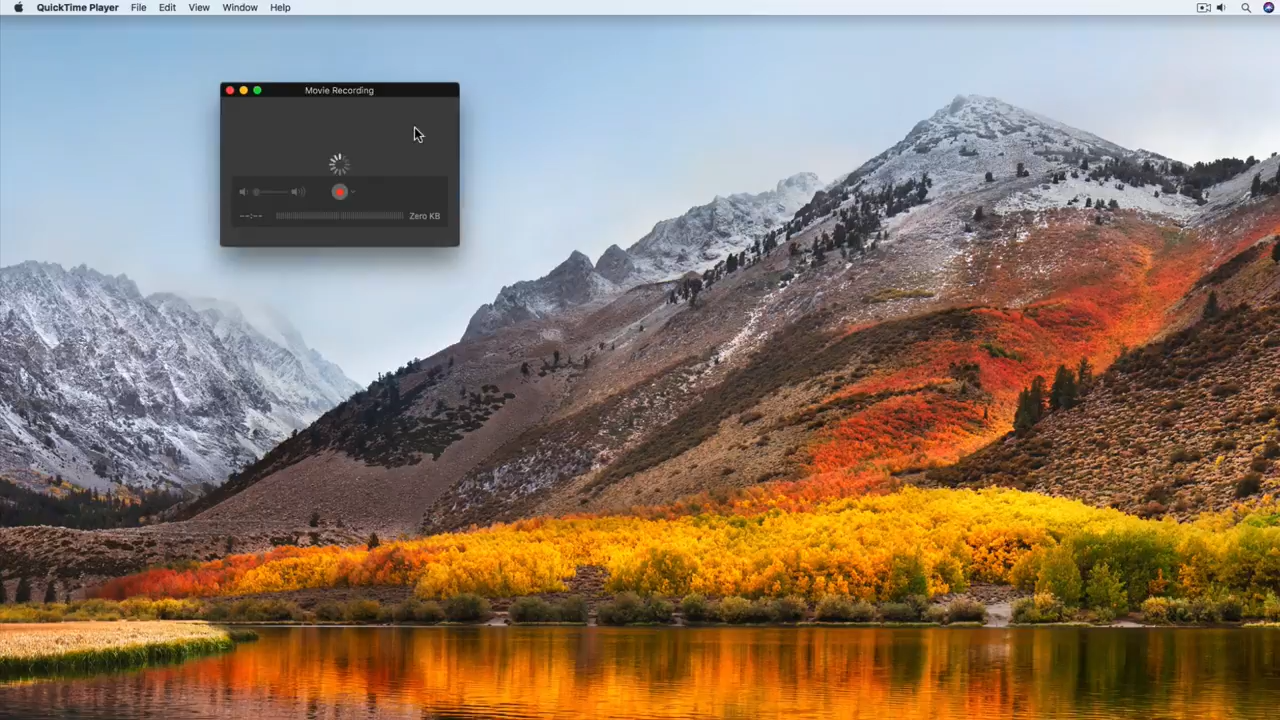 QuickTime Player File Edit View Window Help
Movie Recording
--:-- Zero KB